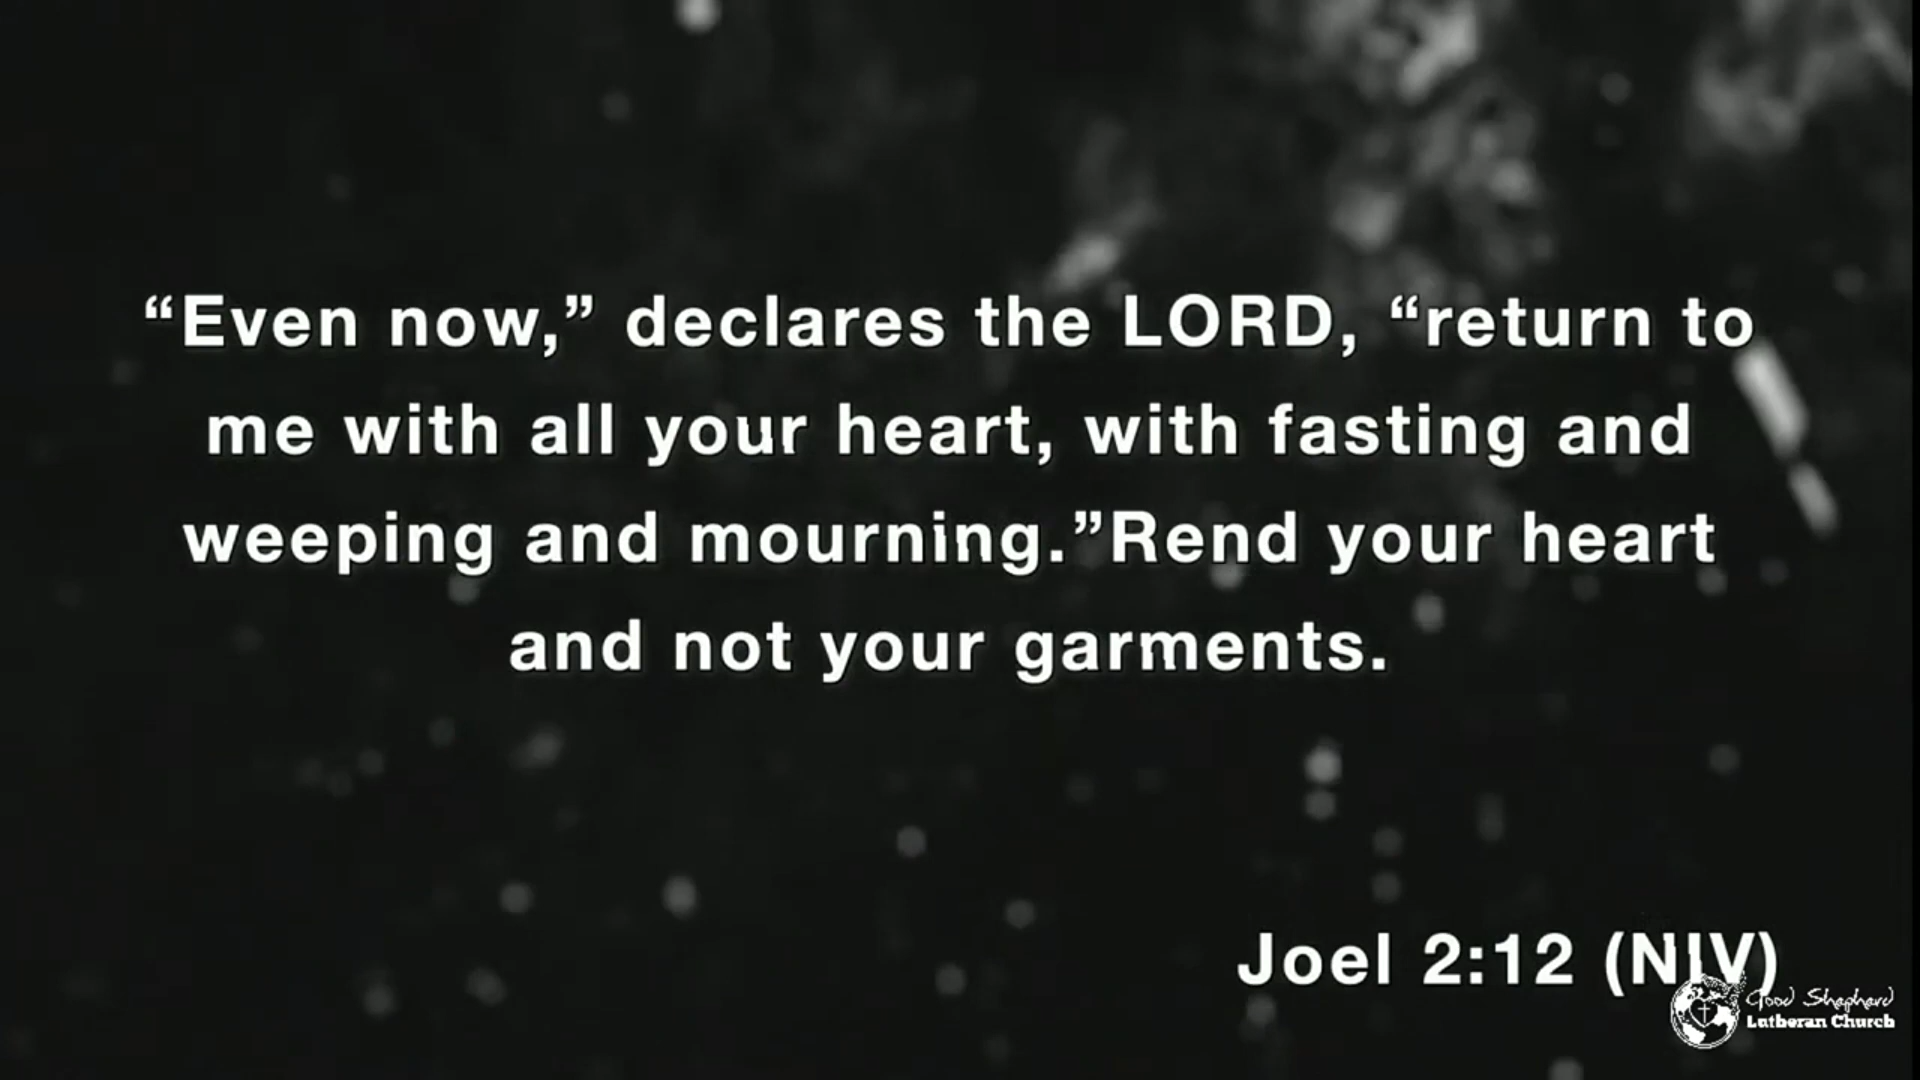 “Even now,” declares the LORD, “return to
me with all your heart, with fasting and
weeping and mourning.”Rend your heart
and not your garments.
Joel 2:12 (NIV)
Good Shepherd
Lutheran Church